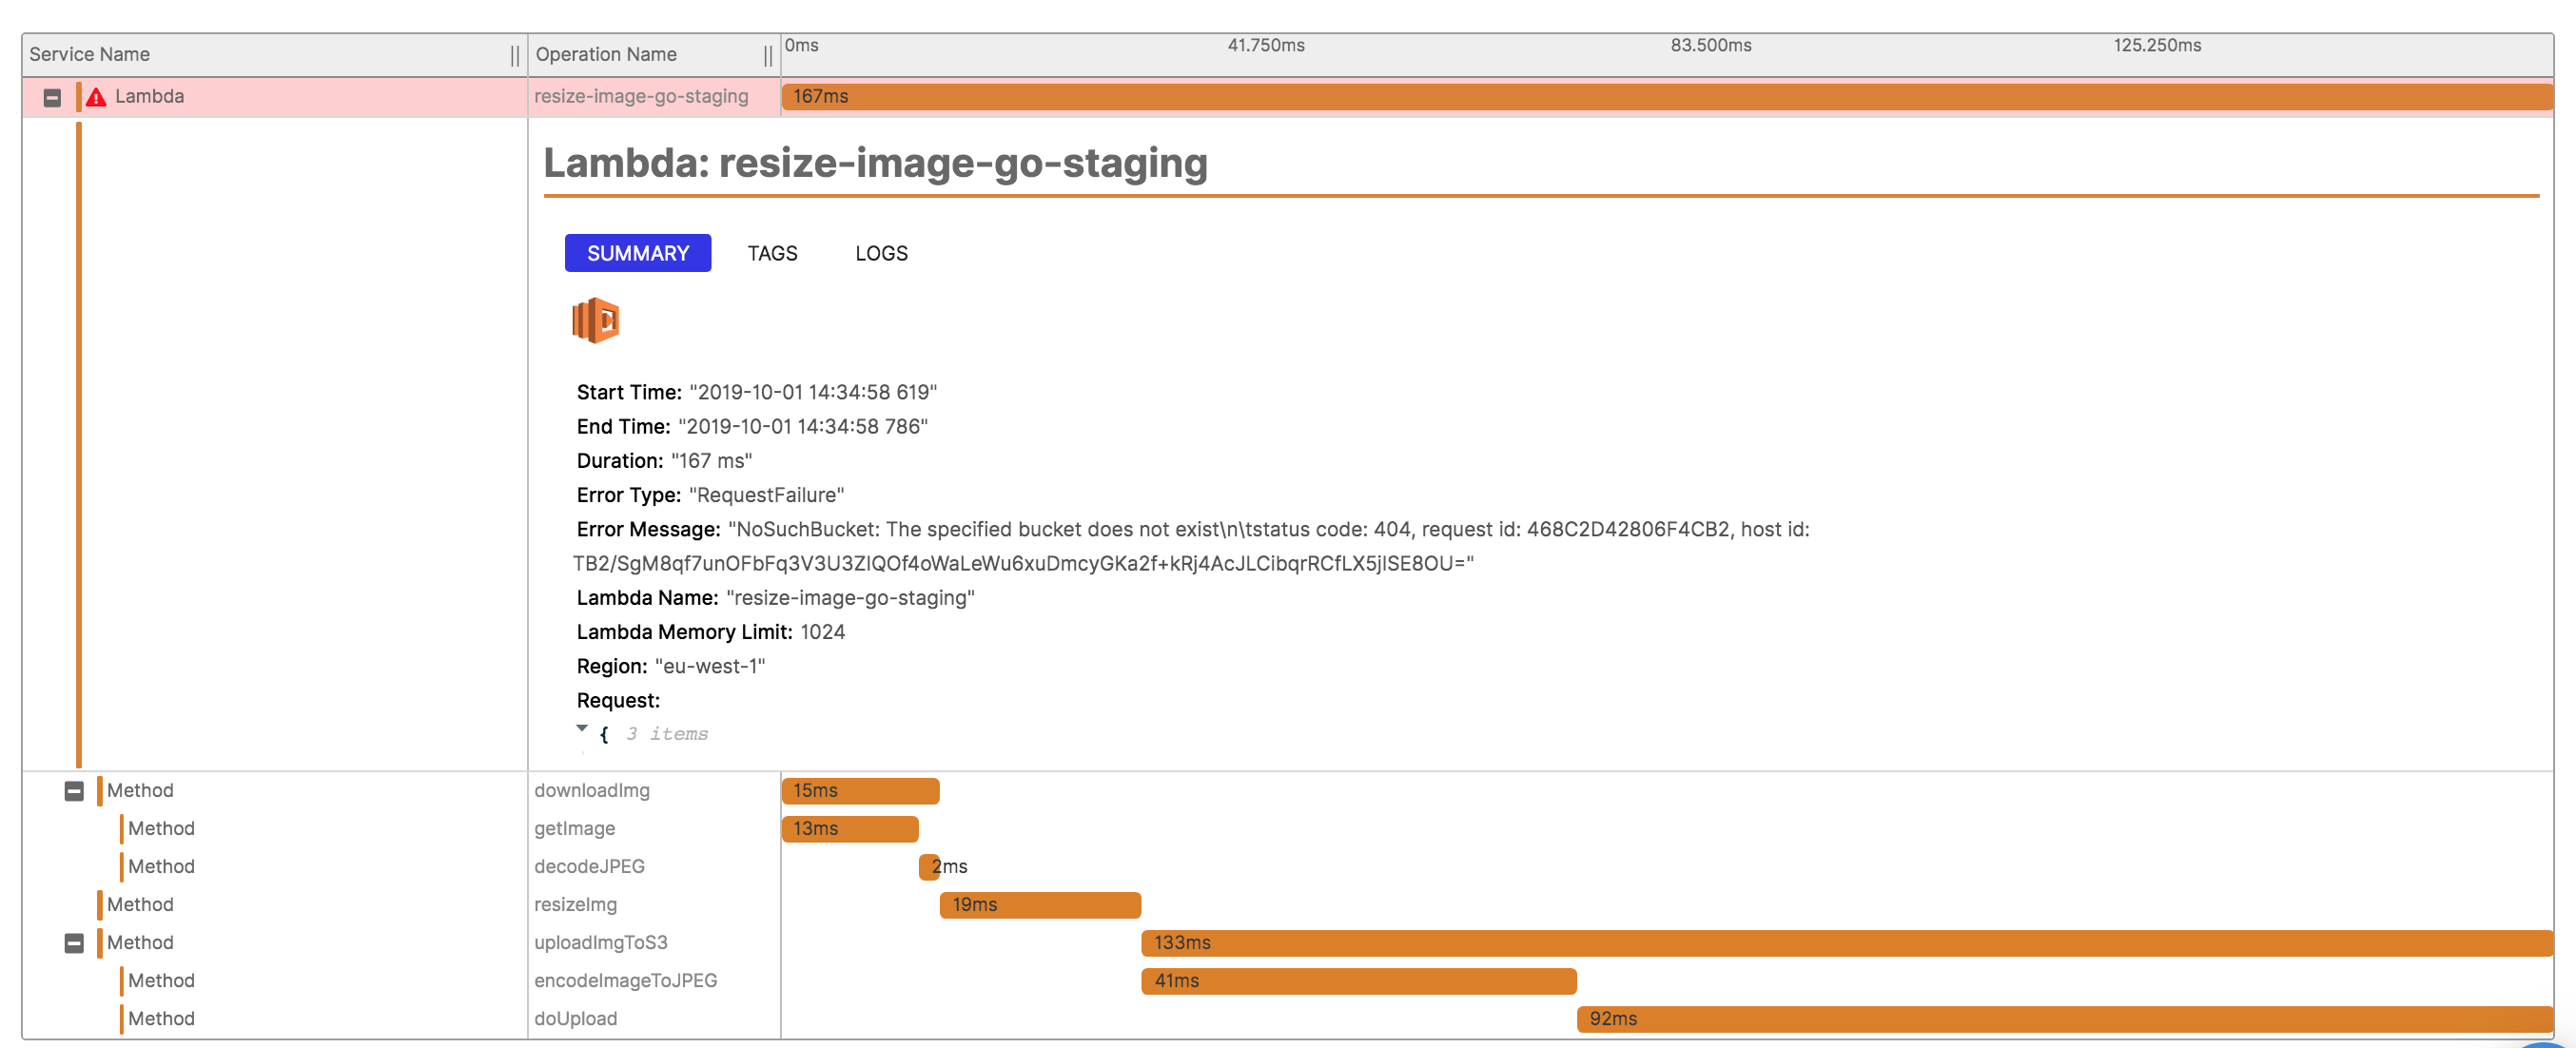 Service Name || Operation Name || 0ms 41.750ms 83.500ms 125.250ms
Lambda resize-image-go-staging 167ms
Lambda: resize-image-go-staging
SUMMARY TAGS LOGS
Start Time: "2019-10-01 14:34:58 619"
End Time: "2019-10-01 14:34:58 786"
Duration: "167 ms"
Error Type: "RequestFailure"
Error Message: "NoSuchBucket: The specified bucket does not exist\n\tstatus code: 404, request id: 468C2D42806F4CB2, host id:
TB2/SgM8qf7unOFbFq3V3U3ZIQOf4oWaLeWu6xuDmcyGKa2f+kRj4AcJLCibqrRCfLX5jISE8OU="
Lambda Name: "resize-image-go-staging"
Lambda Memory Limit: 1024
Region: "eu-west-1"
Request:
{ 3 items
Method downloadImg 15ms
Method getImage 13ms
Method decodeJPEG 2ms
Method resizeImg 19ms
Method uploadImgToS3 133ms
Method encodeImageToJPEG 41ms
Method doUpload 92ms